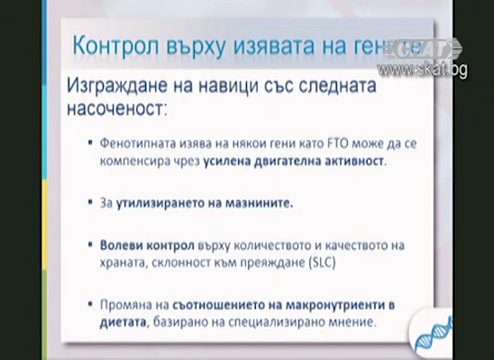 Контрол върху изявата на гените
СКАТ
www.skat.bg
Изграждане на навици със следната
насоченост:
Фенотипната изява на някои гени като FTO може да се
компенсира чрез усилена двигателна активност.
За утилизирането на мазнините.
Волеви контрол върху количеството и качеството на
храната, склонност към преяждане (SLC)
Промяна на съотношението на макронутриенти в
диетата, базирано на специализирано мнение.